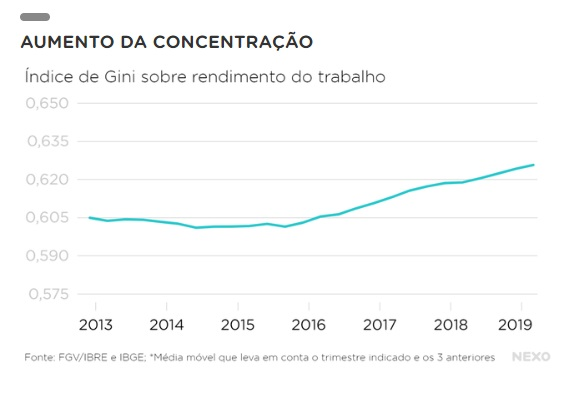 AUMENTO DA CONCENTRAÇÃO
Índice de Gini sobre rendimento do trabalho
0,650
0,635
0,620
0,605
0,590
0,575
2013 2014 2015 2016 2017 2018 2019
Fonte: FGV/IBRE e IBGE; *Média móvel que leva em conta o trimestre indicado e os 3 anteriores NEXO